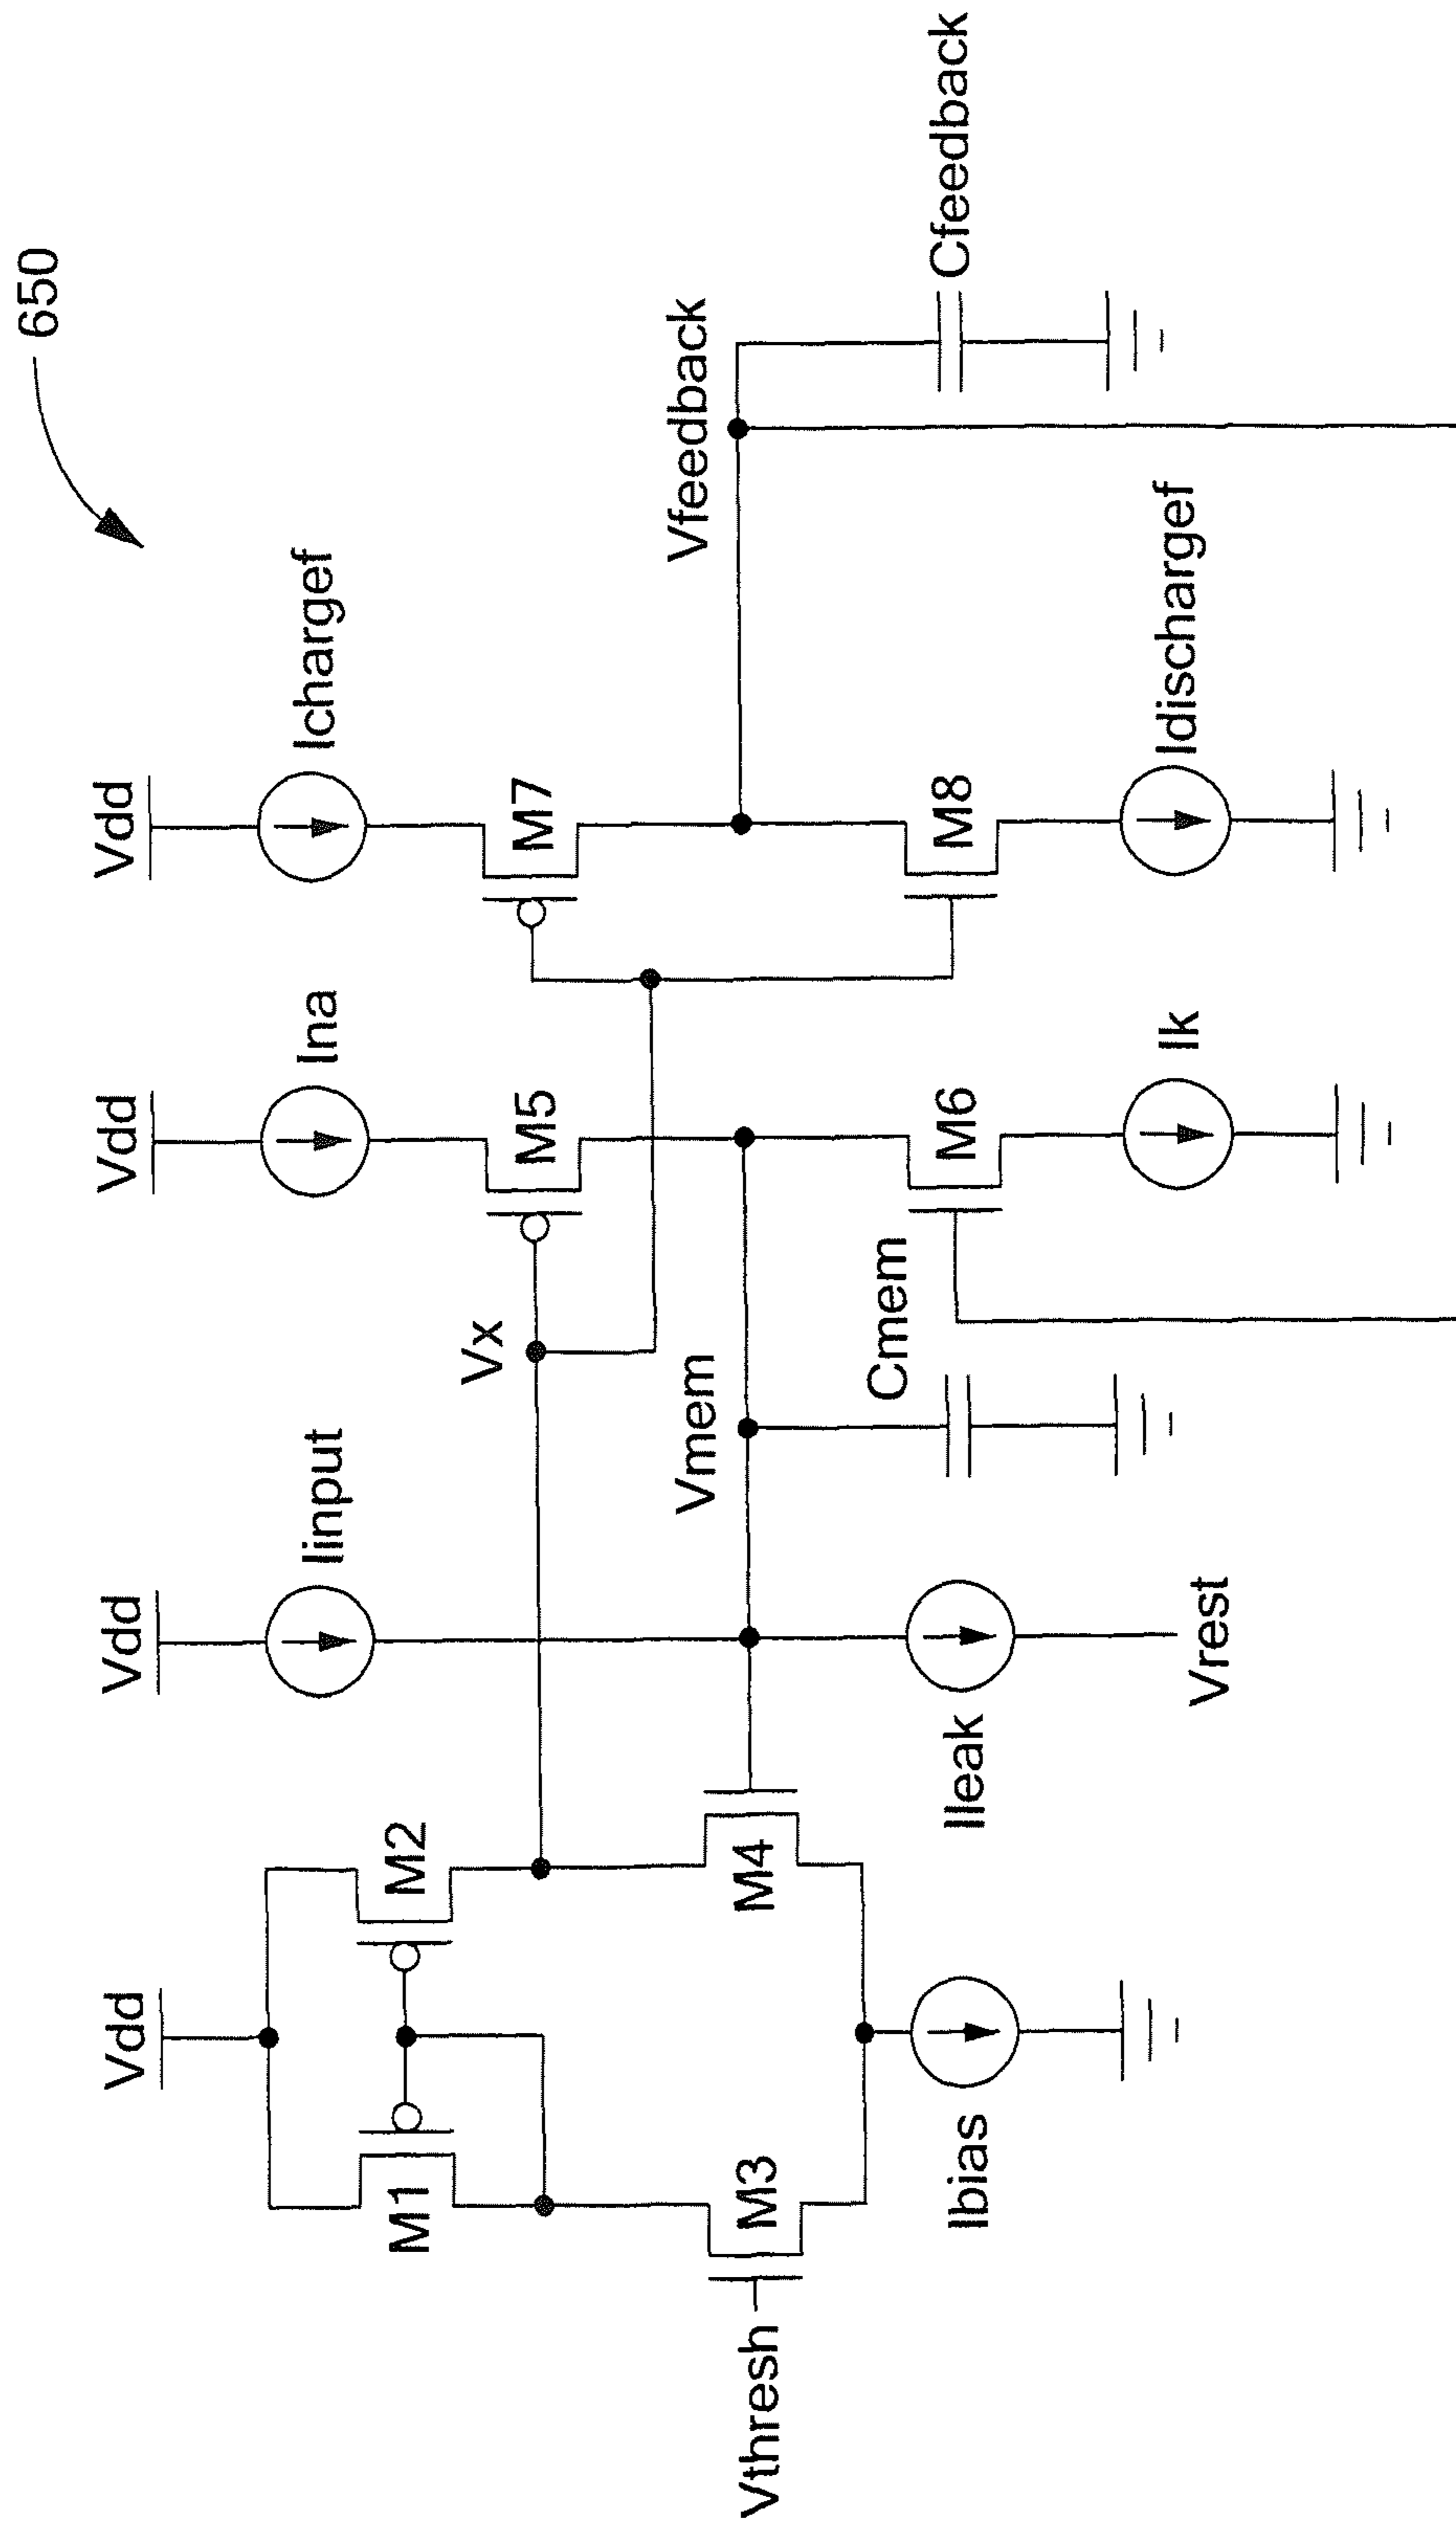 650
Vdd
Vdd
Vdd
Vdd
Iinput
Ina
Ichargef
M1
M2
Vx
M5
M7
Vthresh
M3
M4
Vmem
Vfeedback
Cmem
M6
M8
Cfeedback
Ibias
Ileak
Ik
Idischargef
Vrest